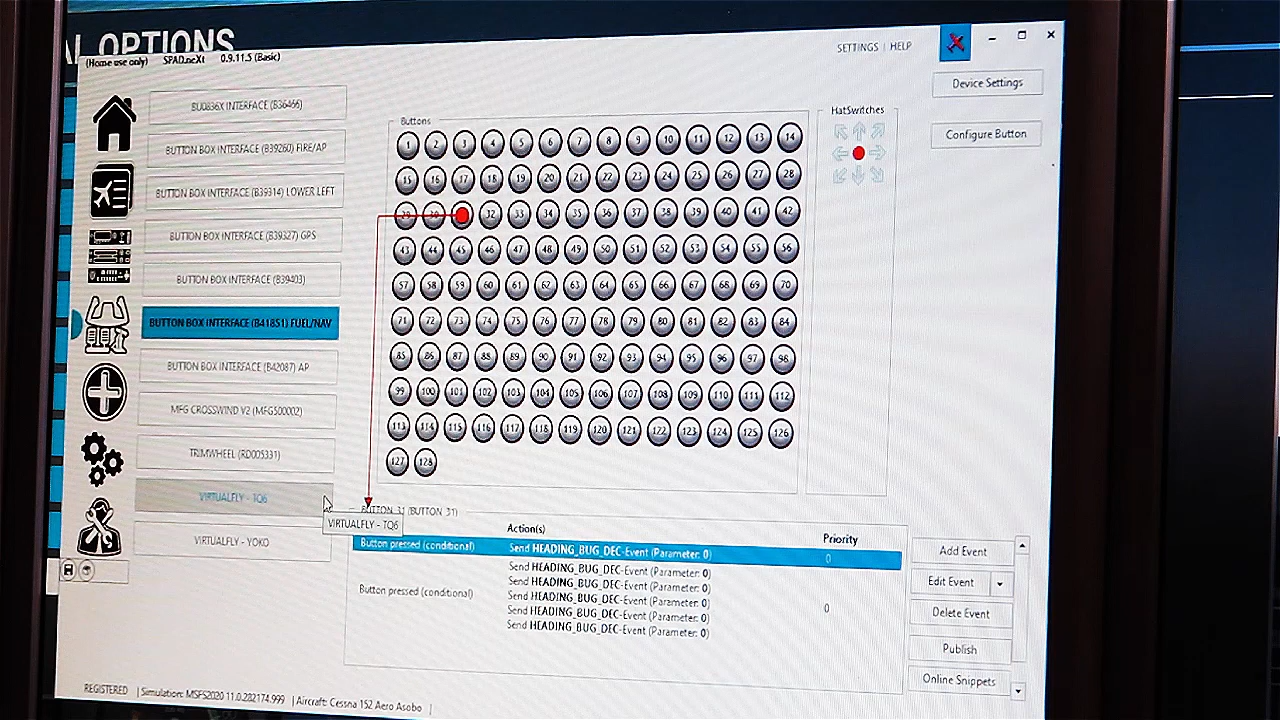 AL OPTIONS
(Home use only) SPAD.neXt 0.9.11.5 (Basic)
SETTINGS | HELP
BU0836X INTERFACE (B36466)
BUTTON BOX INTERFACE (B39260) FIRE/AP
BUTTON BOX INTERFACE (B39314) LOWER LEFT
BUTTON BOX INTERFACE (B39327) GPS
BUTTON BOX INTERFACE (B39403)
BUTTON BOX INTERFACE (B41851) FUEL/NAV
BUTTON BOX INTERFACE (B42087) AP
MFG CROSSWIND V2 (MFG500002)
TRIMWHEEL (RD005331)
VIRTUALFLY - TQ6
VIRTUALFLY - YOKO
Buttons
1 2 3 4 5 6 7 8 9 10 11 12 13 14
15 16 17 18 19 20 21 22 23 24 25 26 27 28
29 30 32 33 34 35 36 37 38 39 40 41 42
43 44 45 46 47 48 49 50 51 52 53 54 55 56
57 58 59 60 61 62 63 64 65 66 67 68 69 70
71 72 73 74 75 76 77 78 79 80 81 82 83 84
85 86 87 88 89 90 91 92 93 94 95 96 97 98
99 100 101 102 103 104 105 106 107 108 109 110 111 112
113 114 115 116 117 118 119 120 121 122 123 124 125 126
127 128
HatSwitches
Device Settings
Configure Button
BUTTON_31 (BUTTON 31)
VIRTUALFLY - TQ6
Action(s) Priority
Button pressed (conditional) Send HEADING_BUG_DEC-Event (Parameter: 0) 0
Send HEADING_BUG_DEC-Event (Parameter: 0)
Send HEADING_BUG_DEC-Event (Parameter: 0)
Button pressed (conditional) Send HEADING_BUG_DEC-Event (Parameter: 0) 0
Send HEADING_BUG_DEC-Event (Parameter: 0)
Send HEADING_BUG_DEC-Event (Parameter: 0)
Add Event
Edit Event
Delete Event
Publish
Online Snippets
REGISTERED | Simulation: MSFS2020 11.0.282174.999 | Aircraft: Cessna 152 Aero Asobo |